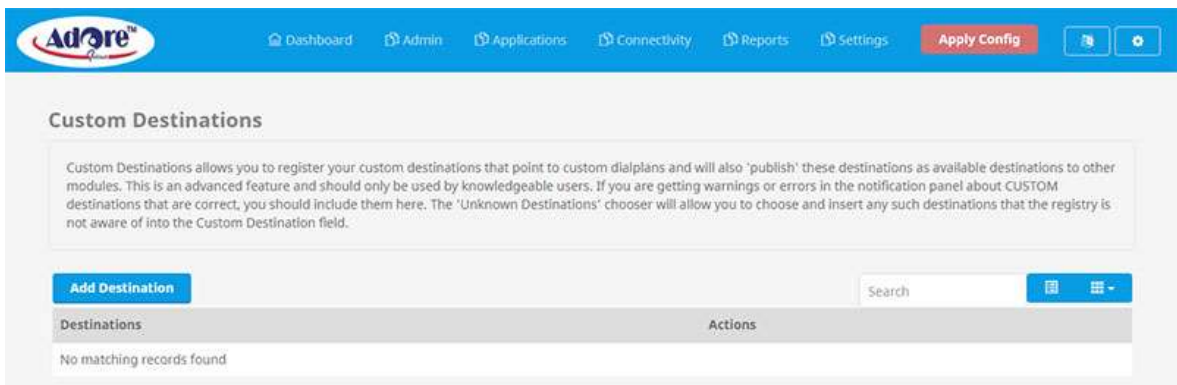 Adore™
Dashboard Admin Applications Connectivity Reports Settings Apply Config
Custom Destinations
Custom Destinations allows you to register your custom destinations that point to custom dialplans and will also 'publish' these destinations as available destinations to other
modules. This is an advanced feature and should only be used by knowledgeable users. If you are getting warnings or errors in the notification panel about CUSTOM
destinations that are correct, you should include them here. The 'Unknown Destinations' chooser will allow you to choose and insert any such destinations that the registry is
not aware of into the Custom Destination field.
Add Destination Search
Destinations Actions
No matching records found